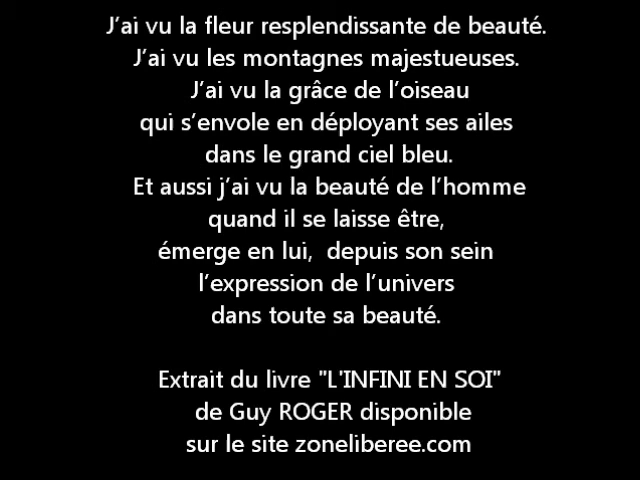 J’ai vu la fleur resplendissante de beauté.
J’ai vu les montagnes majestueuses.
J’ai vu la grâce de l’oiseau
qui s’envole en déployant ses ailes
dans le grand ciel bleu.
Et aussi j’ai vu la beauté de l’homme
quand il se laisse être,
émerge en lui,  depuis son sein
l’expression de l’univers
dans toute sa beauté.
Extrait du livre "L'INFINI EN SOI"
de Guy ROGER disponible
sur le site zoneliberee.com